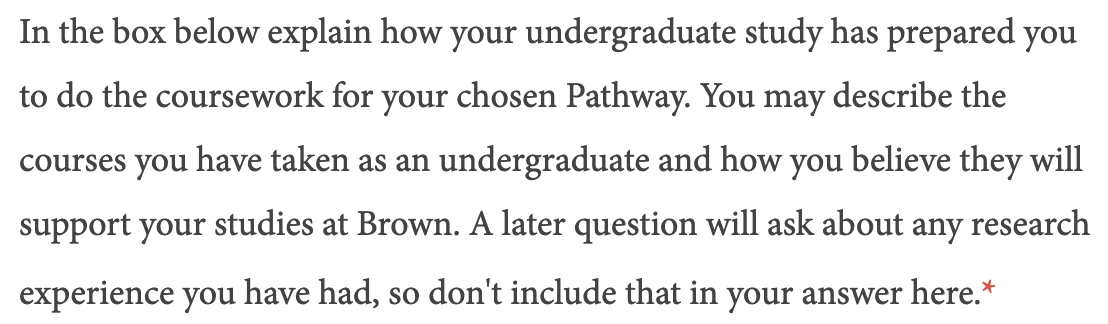 In the box below explain how your undergraduate study has prepared you
to do the coursework for your chosen Pathway. You may describe the
courses you have taken as an undergraduate and how you believe they will
support your studies at Brown. A later question will ask about any research
experience you have had, so don't include that in your answer here.*